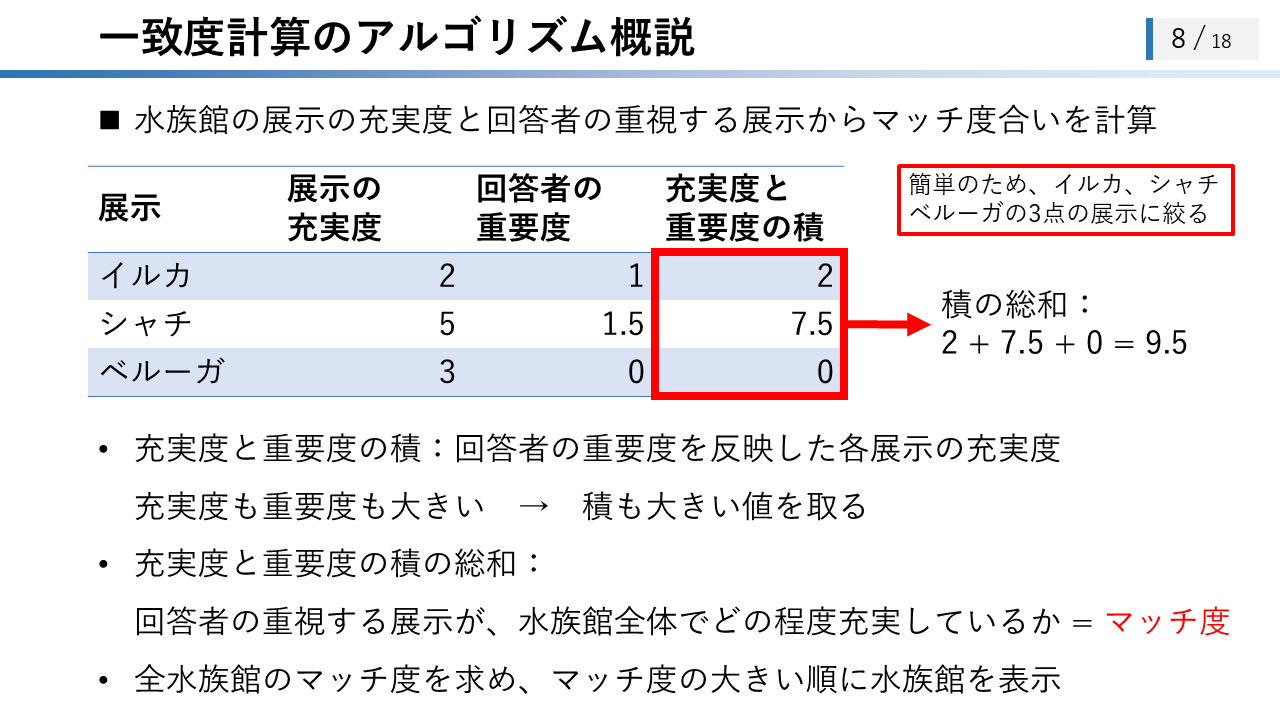 一致度計算のアルゴリズム概説
8 / 18
■ 水族館の展示の充実度と回答者の重視する展示からマッチ度合いを計算
簡単のため、イルカ、シャチ
ベルーガの3点の展示に絞る
展示 展示の充実度 回答者の重要度 充実度と重要度の積
イルカ 2 1 2
シャチ 5 1.5 7.5
ベルーガ 3 0 0
積の総和：
2 + 7.5 + 0 = 9.5
• 充実度と重要度の積：回答者の重要度を反映した各展示の充実度
充実度も重要度も大きい → 積も大きい値を取る
• 充実度と重要度の積の総和：
回答者の重視する展示が、水族館全体でどの程度充実しているか = マッチ度
• 全水族館のマッチ度を求め、マッチ度の大きい順に水族館を表示